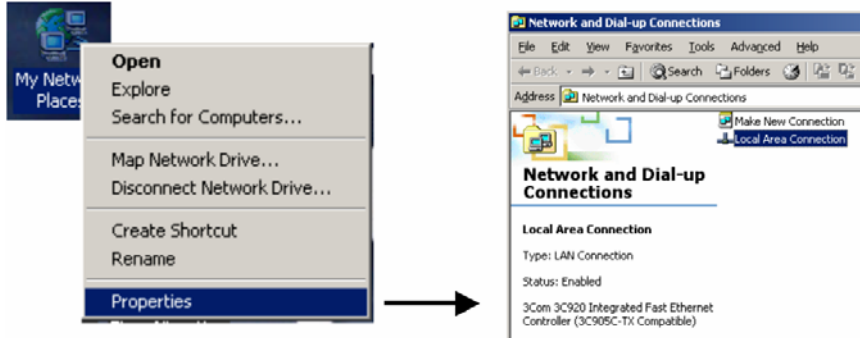 My Netw
Places
Open
Explore
Search for Computers...
Map Network Drive...
Disconnect Network Drive...
Create Shortcut
Rename
Properties
Network and Dial-up Connections
File Edit View Favorites Tools Advanced Help
Back Search Folders
Address Network and Dial-up Connections
Make New Connection
Local Area Connection
Network and Dial-up
Connections
Local Area Connection
Type: LAN Connection
Status: Enabled
3Com 3C920 Integrated Fast Ethernet
Controller (3C905C-TX Compatible)